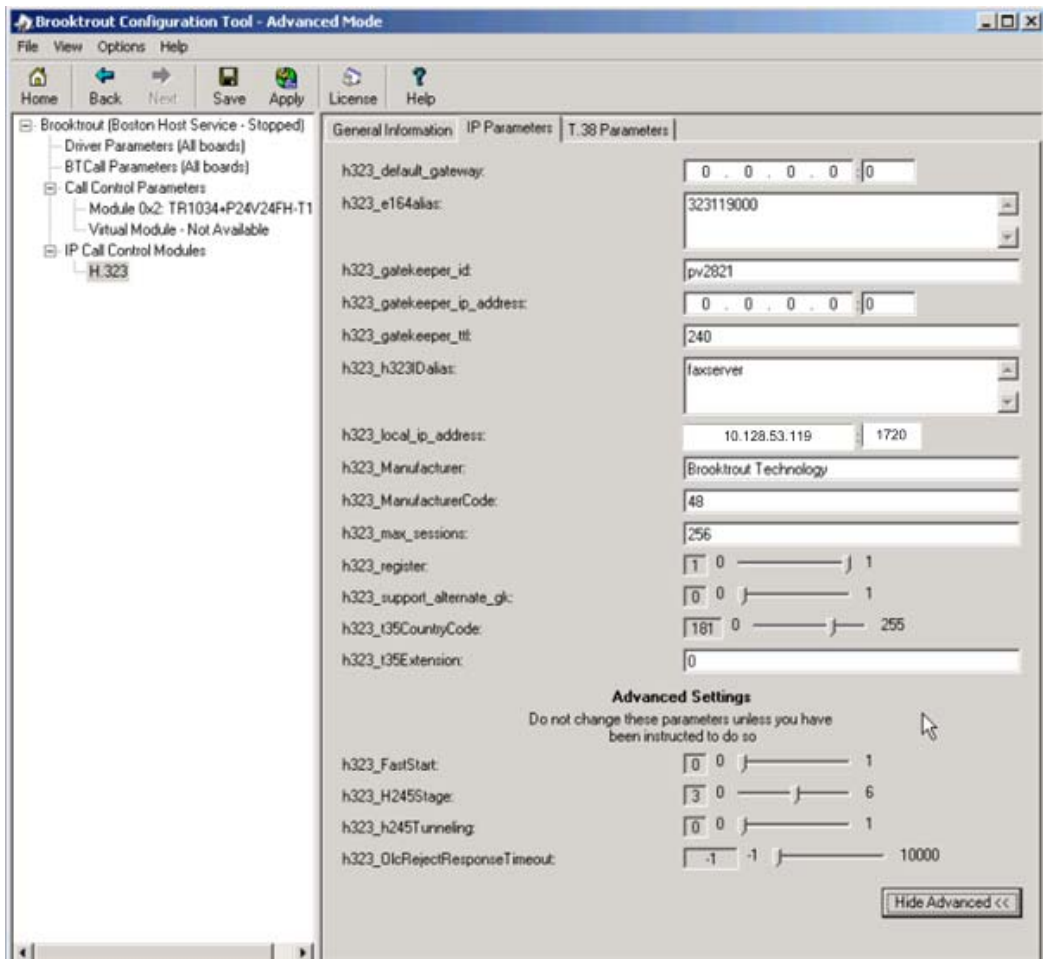 Brooktrout Configuration Tool - Advanced Mode
File View Options Help
Home Back Next Save Apply License Help
Brooktrout (Boston Host Service - Stopped)
Driver Parameters (All boards)
BTCall Parameters (All boards)
Call Control Parameters
Module 0x2: TR1034+P24V24FH-T1
Virtual Module - Not Available
IP Call Control Modules
H.323
General Information IP Parameters T.38 Parameters
h323_default_gateway: 0 . 0 . 0 . 0 : 0
h323_e164alias: 323119000
h323_gatekeeper_id: pv2821
h323_gatekeeper_ip_address: 0 . 0 . 0 . 0 : 0
h323_gatekeeper_ttl: 240
h323_h323IDalias: faxserver
h323_local_ip_address: 10.128.53.119 : 1720
h323_Manufacturer: Brooktrout Technology
h323_ManufacturerCode: 48
h323_max_sessions: 256
h323_register: 1 0 1
h323_support_alternate_gk: 0 0 1
h323_t35CountryCode: 181 0 255
h323_t35Extension: 0
Advanced Settings
Do not change these parameters unless you have
been instructed to do so
h323_FastStart: 0 0 1
h323_H245Stage: 3 0 6
h323_h245Tunneling: 0 0 1
h323_OlcRejectResponseTimeout: -1 -1 10000
Hide Advanced <<